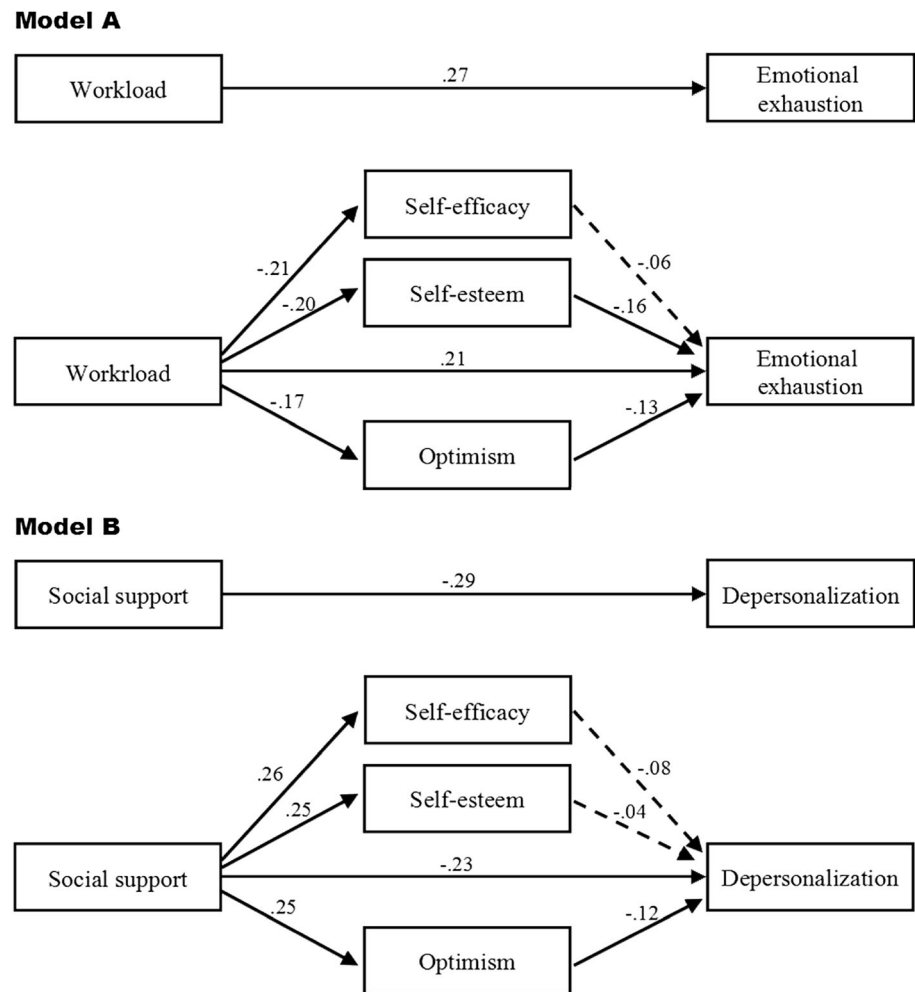 Model A
.27
Workload
Emotional
exhaustion
Self-efficacy
-.21
-.06
Self-esteem
-.20
-.16
Workrload
.21
Emotional
exhaustion
-.17
-.13
Optimism
Model B
-.29
Social support
Depersonalization
Self-efficacy
.26
-.08
Self-esteem
.25
-.04
Social support
-.23
Depersonalization
.25
-.12
Optimism